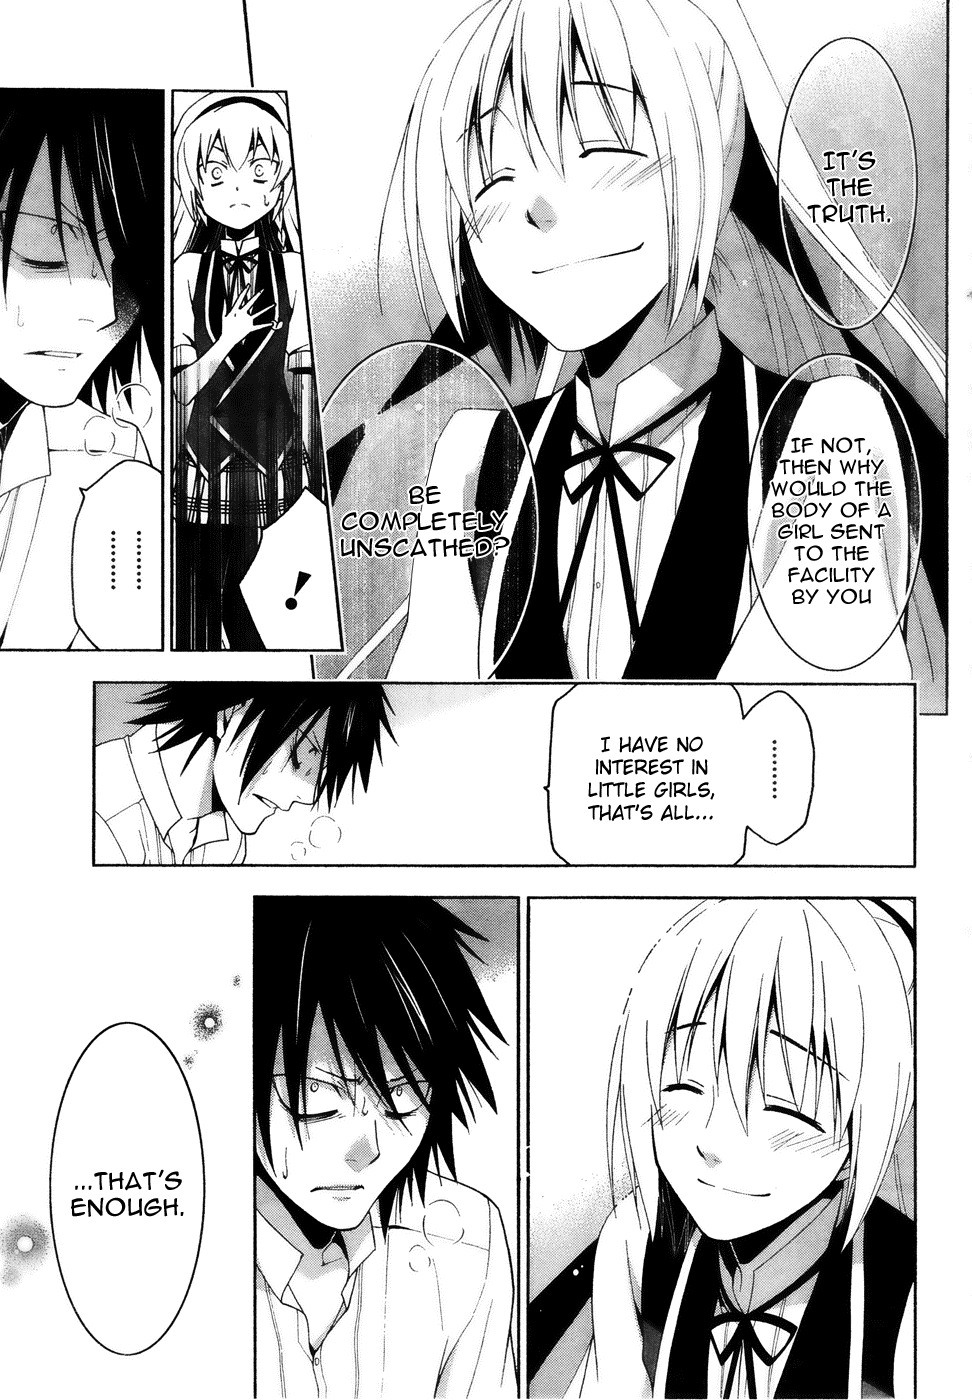 IT'S
THE
TRUTH.
IF NOT,
THEN WHY
WOULD THE
BODY OF A
GIRL SENT
TO THE
FACILITY
BY YOU
BE
COMPLETELY
UNSCATHED?
!
........
........
........
I HAVE NO
INTEREST IN
LITTLE GIRLS,
THAT'S ALL...
...THAT'S
ENOUGH.